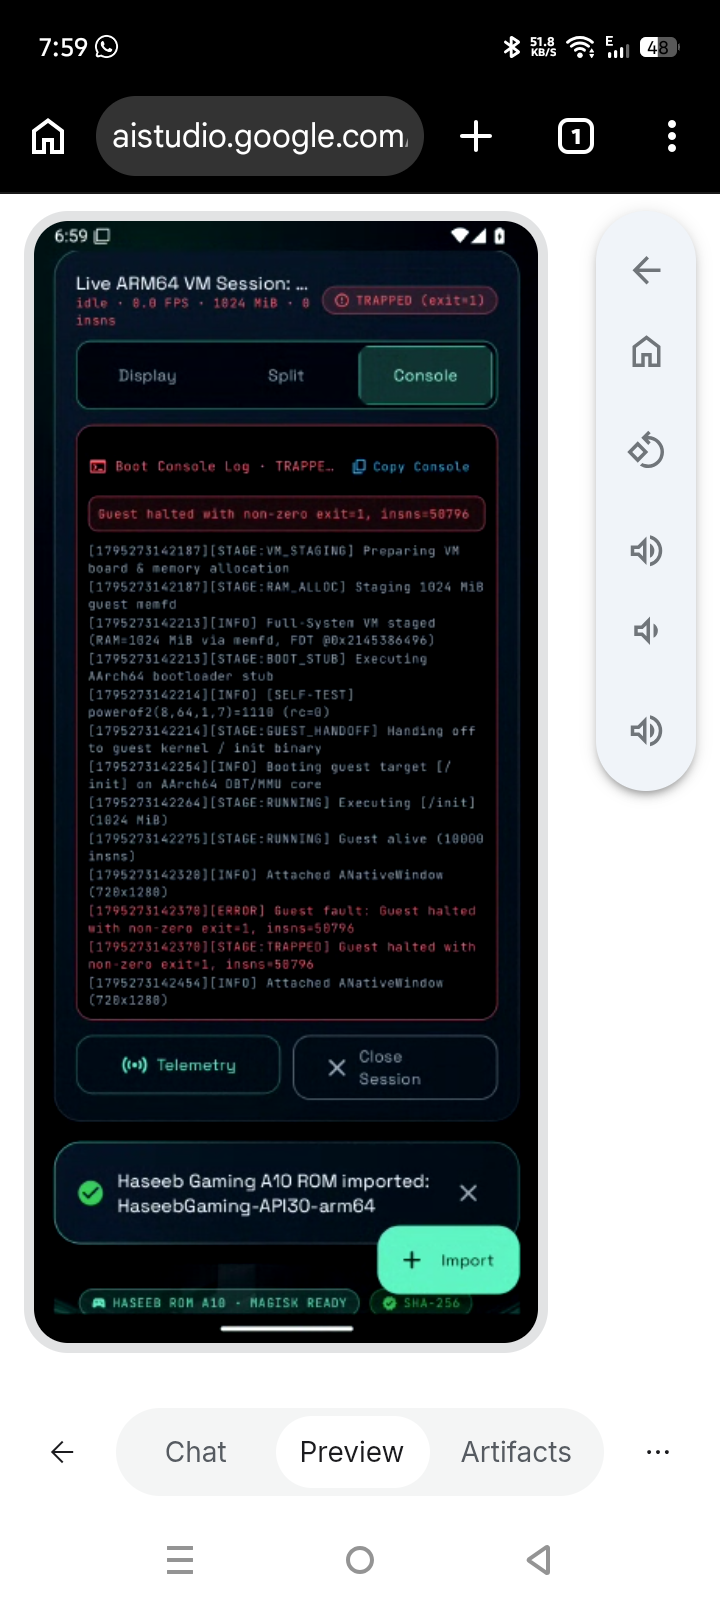 7:59
51.8 KB/S
E
48
aistudio.google.com/
1
6:59
Live ARM64 VM Session: ...
idle · 0.0 FPS · 1024 MiB · 0
insns
TRAPPED (exit=1)
Display
Split
Console
Boot Console Log · TRAPPE…
Copy Console
Guest halted with non-zero exit=1, insns=50796
[1795273142187][STAGE:VM_STAGING] Preparing VM
board & memory allocation
[1795273142187][STAGE:RAM_ALLOC] Staging 1024 MiB
guest memfd
[1795273142213][INFO] Full-System VM staged
(RAM=1024 MiB via memfd, FDT @0x2145386496)
[1795273142213][STAGE:BOOT_STUB] Executing
AArch64 bootloader stub
[1795273142214][INFO] [SELF-TEST]
powerof2(8,64,1,7)=1110 (rc=0)
[1795273142214][STAGE:GUEST_HANDOFF] Handing off
to guest kernel / init binary
[1795273142254][INFO] Booting guest target [/
init] on AArch64 DBT/MMU core
[1795273142264][STAGE:RUNNING] Executing [/init]
(1024 MiB)
[1795273142275][STAGE:RUNNING] Guest alive (10000
insns)
[1795273142320][INFO] Attached ANativeWindow
(720x1280)
[1795273142370][ERROR] Guest fault: Guest halted
with non-zero exit=1, insns=50796
[1795273142370][STAGE:TRAPPED] Guest halted with
non-zero exit=1, insns=50796
[1795273142454][INFO] Attached ANativeWindow
(720x1280)
Telemetry
Close
Session
Haseeb Gaming A10 ROM imported:
HaseebGaming-API30-arm64
Import
HASEEB ROM A10 · MAGISK READY
SHA-256
Chat
Preview
Artifacts